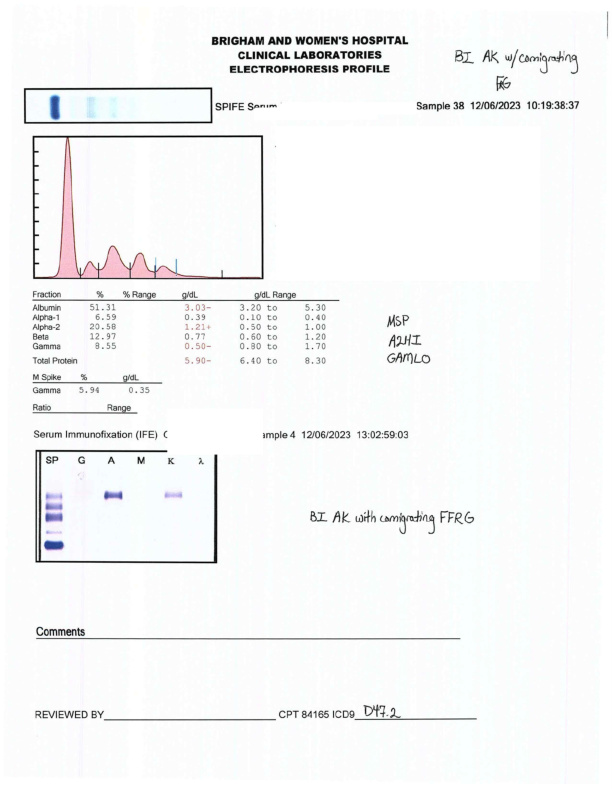 BRIGHAM AND WOMEN'S HOSPITAL
CLINICAL LABORATORIES
ELECTROPHORESIS PROFILE
BI AK w/comigrating
FRG
SPIFE Serum
Sample 38 12/06/2023 10:19:38:37
Fraction % % Range g/dL g/dL Range
Albumin 51.31 3.03- 3.20 to 5.30
Alpha-1 6.59 0.39 0.10 to 0.40
Alpha-2 20.58 1.21+ 0.50 to 1.00
Beta 12.97 0.77 0.60 to 1.20
Gamma 8.55 0.50- 0.80 to 1.70
Total Protein 5.90- 6.40 to 8.30
MSP
A2HI
GAMLO
M Spike % g/dL
Gamma 5.94 0.35
Ratio Range
Serum Immunofixation (IFE) ample 4 12/06/2023 13:02:59:03
SP G A M K λ
BI AK with comigrating FFRG
Comments
REVIEWED BY CPT 84165 ICD9 D47.2